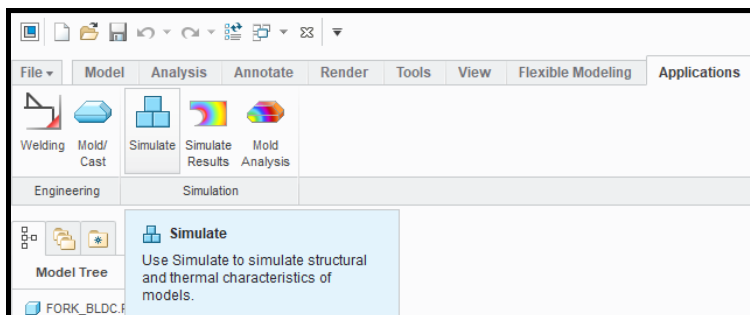 File Model Analysis Annotate Render Tools View Flexible Modeling Applications
Welding Mold/ Simulate Simulate Mold
Cast Results Analysis
Engineering Simulation
Simulate
Use Simulate to simulate structural
and thermal characteristics of
models.
Model Tree
FORK_BLDC.P